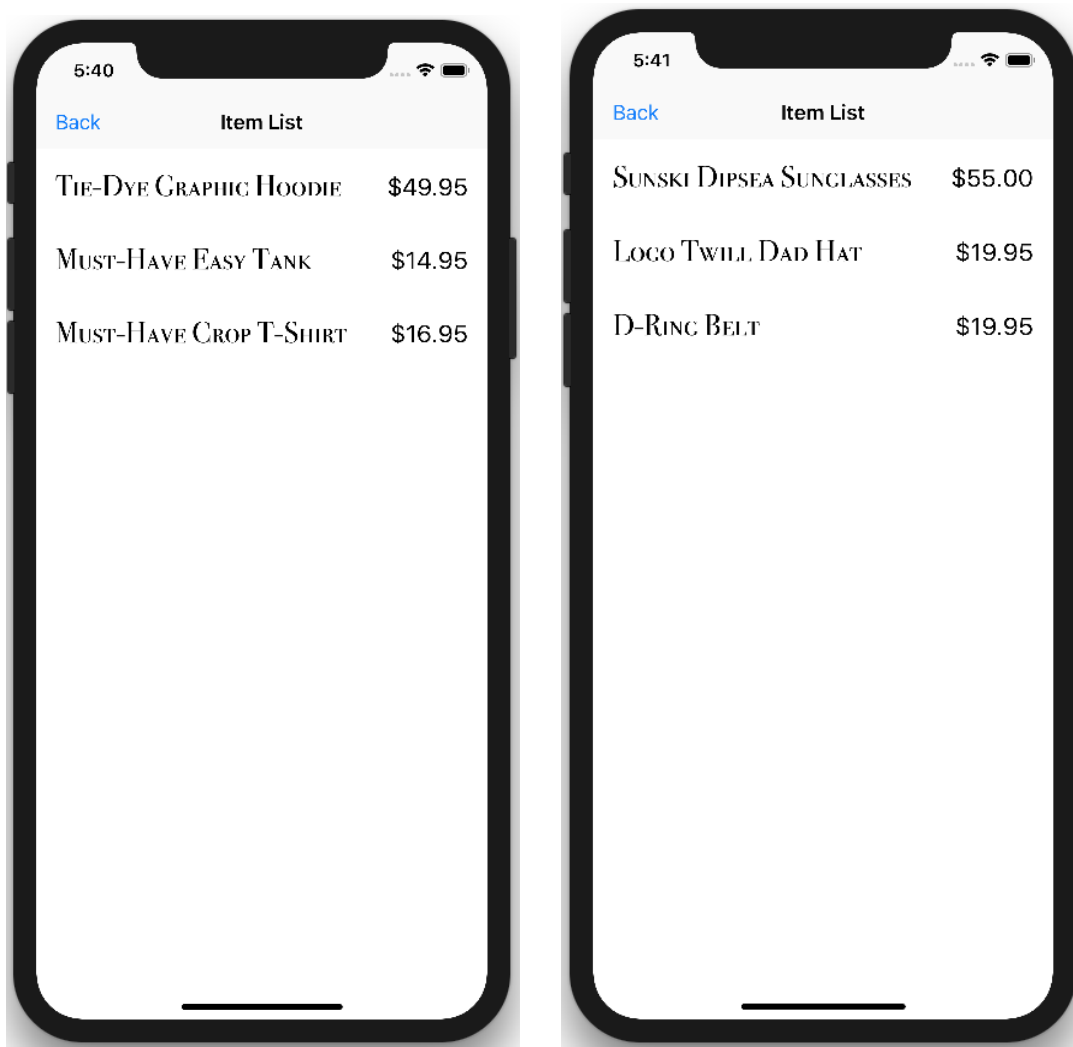 5:40
Back Item List
Tie-Dye Graphic Hoodie $49.95
Must-Have Easy Tank $14.95
Must-Have Crop T-Shirt $16.95
5:41
Back Item List
Sunski Dipsea Sunglasses $55.00
Logo Twill Dad Hat $19.95
D-Ring Belt $19.95